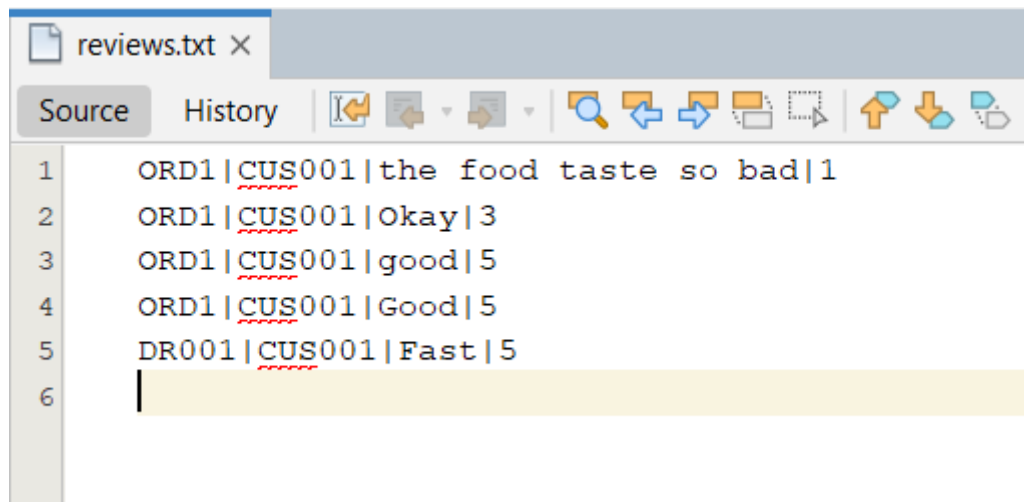 reviews.txt ×
Source History
1 ORD1|CUS001|the food taste so bad|1
2 ORD1|CUS001|Okay|3
3 ORD1|CUS001|good|5
4 ORD1|CUS001|Good|5
5 DR001|CUS001|Fast|5
6